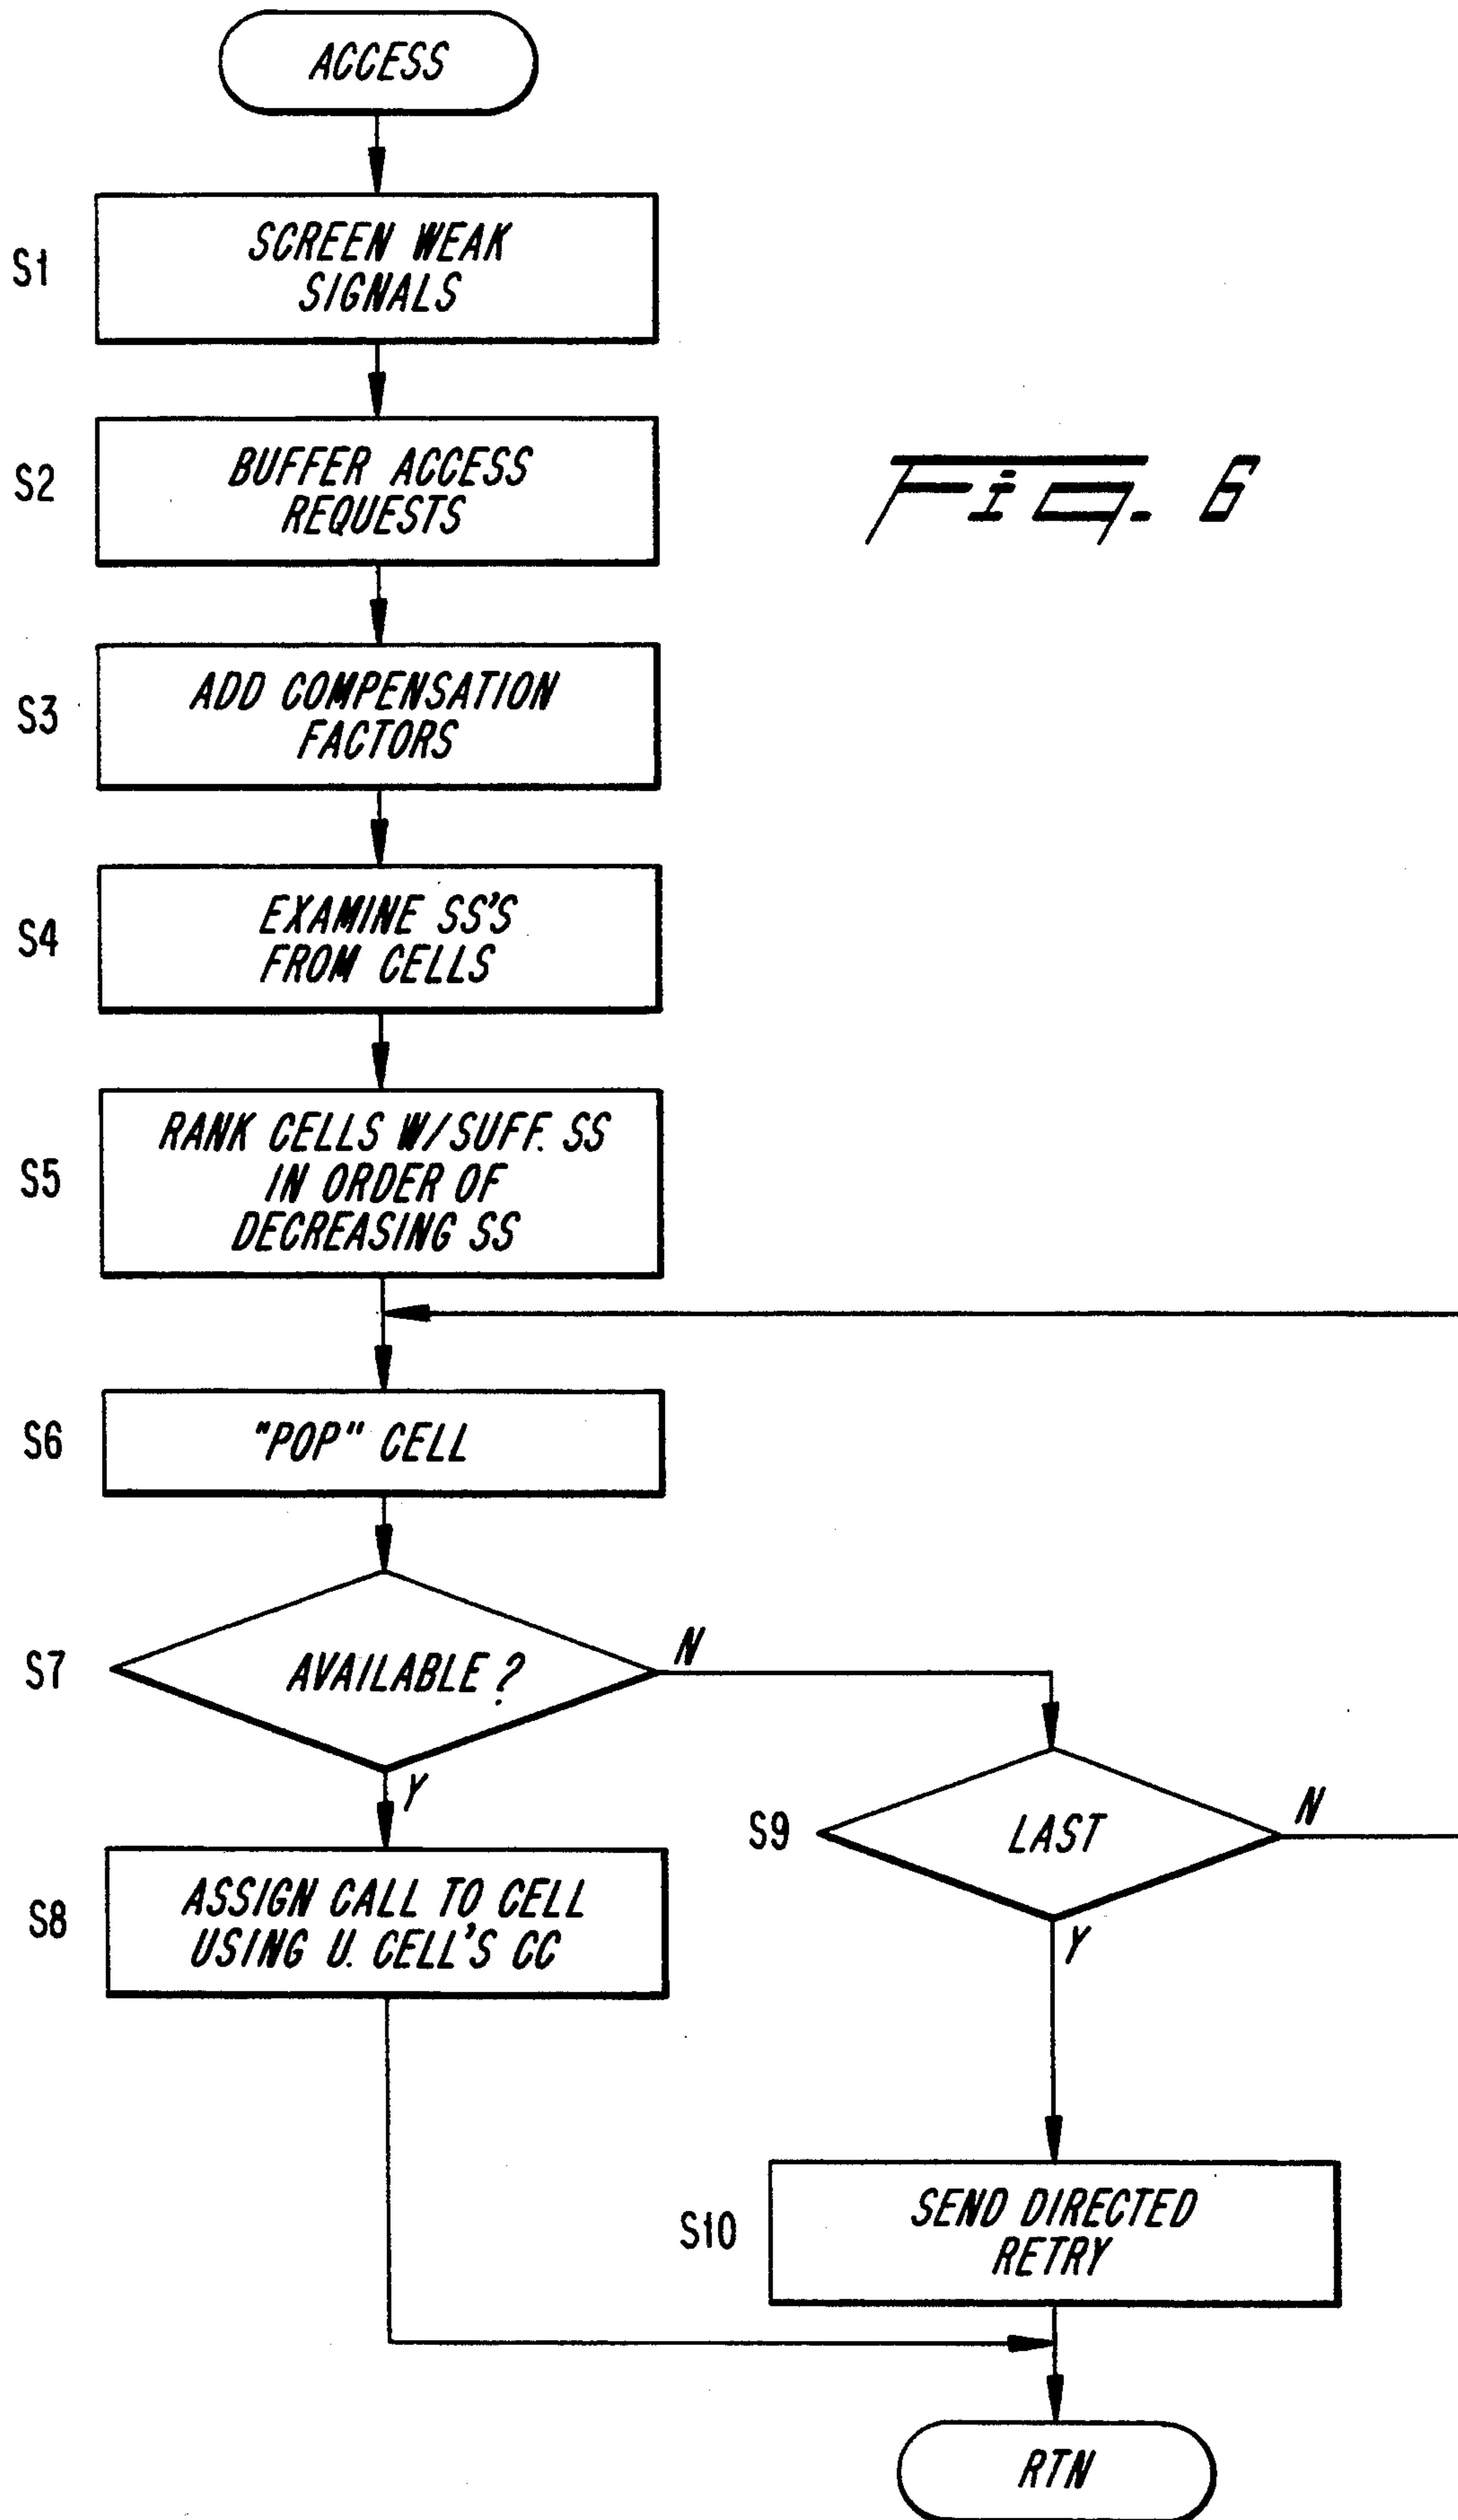 ACCESS
S1
SCREEN WEAK
SIGNALS
S2
BUFFER ACCESS
REQUESTS
Fig. 6
S3
ADD COMPENSATION
FACTORS
S4
EXAMINE SS'S
FROM CELLS
S5
RANK CELLS W/SUFF. SS
IN ORDER OF
DECREASING SS
S6
"POP" CELL
S7
AVAILABLE ?
N
Y
S9
LAST
N
Y
S8
ASSIGN CALL TO CELL
USING U. CELL'S CC
S10
SEND DIRECTED
RETRY
RTN